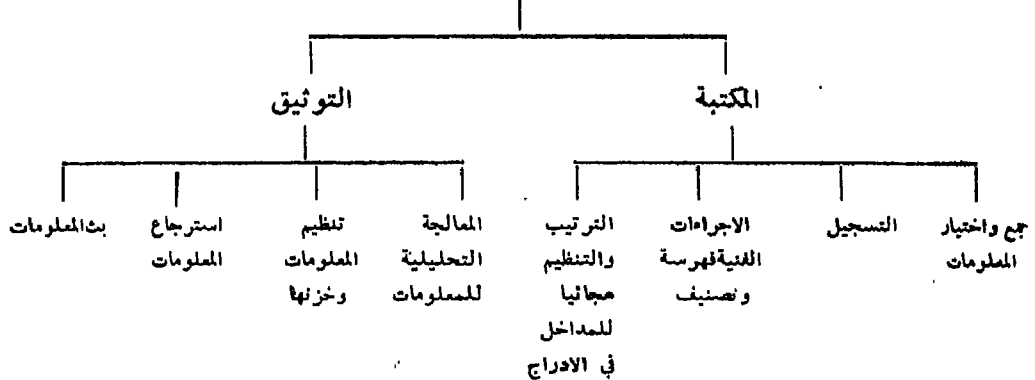 المكتبة
التوثيق
جمع واختيار
المعلومات
التسجيل
الاجراءات
الفنية فهرسة
وتصنيف
الترتيب
والتنظيم
هجائيا
للمداخل
في الادراج
المعالجة
التحليلية
للمعلومات
تنظيم
المعلومات
وخزنها
استرجاع
المعلومات
بث المعلومات